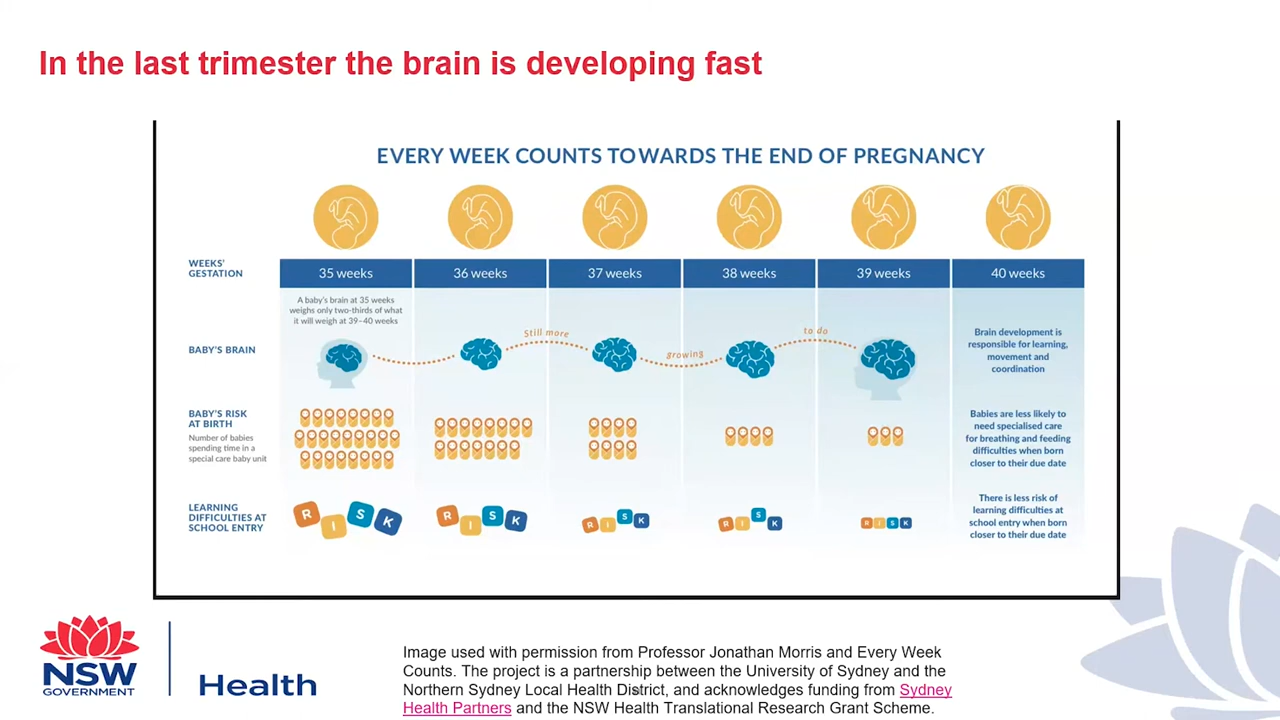 In the last trimester the brain is developing fast
EVERY WEEK COUNTS TOWARDS THE END OF PREGNANCY
WEEKS'
GESTATION
35 weeks
36 weeks
37 weeks
38 weeks
39 weeks
40 weeks
A baby's brain at 35 weeks
weighs only two-thirds of what
it will weigh at 39–40 weeks
BABY'S BRAIN
Still more
growing
to do
Brain development is
responsible for learning,
movement and
coordination
BABY'S RISK
AT BIRTH
Number of babies
spending time in a
special care baby unit
Babies are less likely to
need specialised care
for breathing and feeding
difficulties when born
closer to their due date
LEARNING
DIFFICULTIES AT
SCHOOL ENTRY
RISK
RISK
RISK
RISK
RISK
There is less risk of
learning difficulties at
school entry when born
closer to their due date
NSW
GOVERNMENT
Health
Image used with permission from Professor Jonathan Morris and Every Week
Counts. The project is a partnership between the University of Sydney and the
Northern Sydney Local Health District, and acknowledges funding from Sydney
Health Partners and the NSW Health Translational Research Grant Scheme.